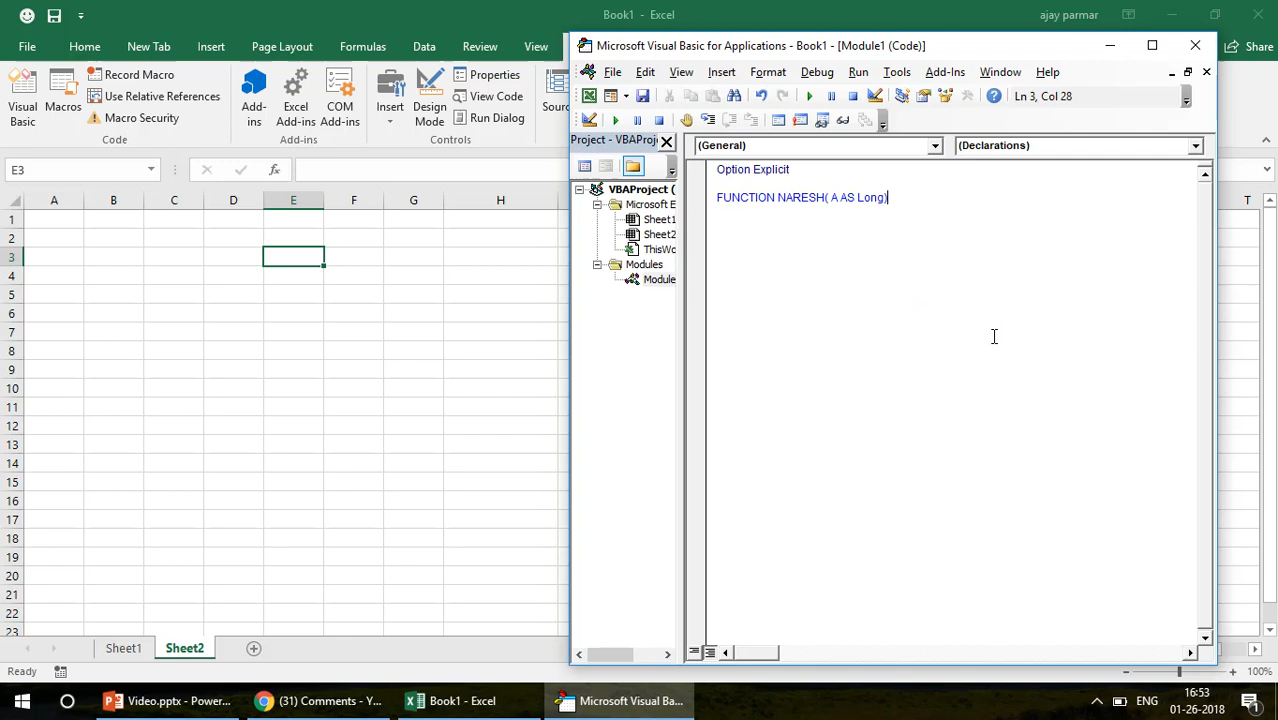 Book1 - Excel
ajay parmar
File Home New Tab Insert Page Layout Formulas Data Review View
Share
Visual Basic
Macros
Record Macro
Use Relative References
Macro Security
Code
Add-ins
Excel Add-ins
COM Add-ins
Add-ins
Insert
Design Mode
Properties
View Code
Run Dialog
Controls
Sour
E3
fx
A B C D E F G H T
1
2
3
4
5
6
7
8
9
10
11
12
13
14
15
16
17
18
19
20
21
22
23
Sheet1 Sheet2
Ready
100%
Microsoft Visual Basic for Applications - Book1 - [Module1 (Code)]
File Edit View Insert Format Debug Run Tools Add-Ins Window Help
Ln 3, Col 28
Project - VBAProj
VBAProject (
Microsoft E
Sheet1
Sheet2
ThisWo
Modules
Module
(General) (Declarations)
Option Explicit
FUNCTION NARESH( A AS Long)
Video.pptx - Power...
(31) Comments - Y...
Book1 - Excel
Microsoft Visual Ba...
ENG
16:53
01-26-2018
1